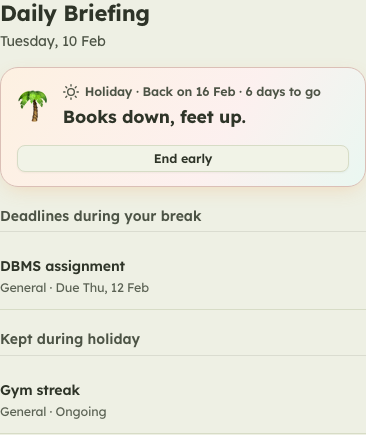 Daily Briefing
Tuesday, 10 Feb
Holiday · Back on 16 Feb · 6 days to go
Books down, feet up.
End early
Deadlines during your break
DBMS assignment
General · Due Thu, 12 Feb
Kept during holiday
Gym streak
General · Ongoing